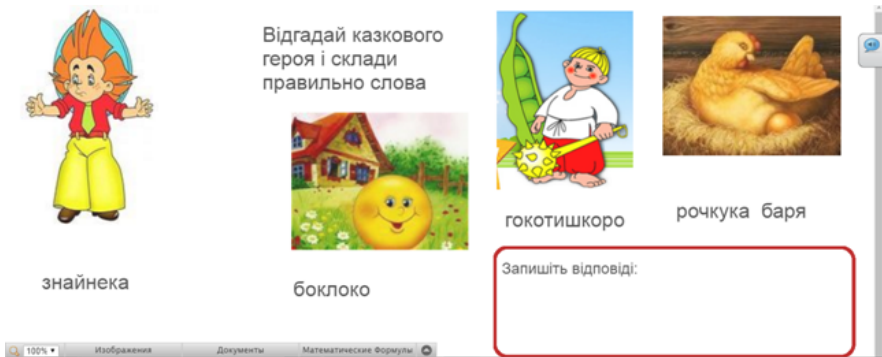 Відгадай казкового
героя і склади
правильно слова
знайнека
боклоко
гокотишкоро
рочкука баря
Запишіть відповіді:
100%
Изображения
Документы
Математические Формулы